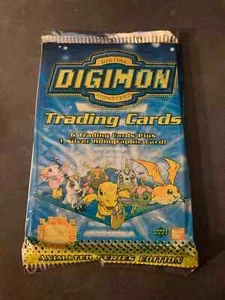 DIGITAL
DIGIMON
MONSTERS
Trading Cards
6 Trading Cards Plus
1 Silver Holographic Card!
ANIMATED SERIES EDITION